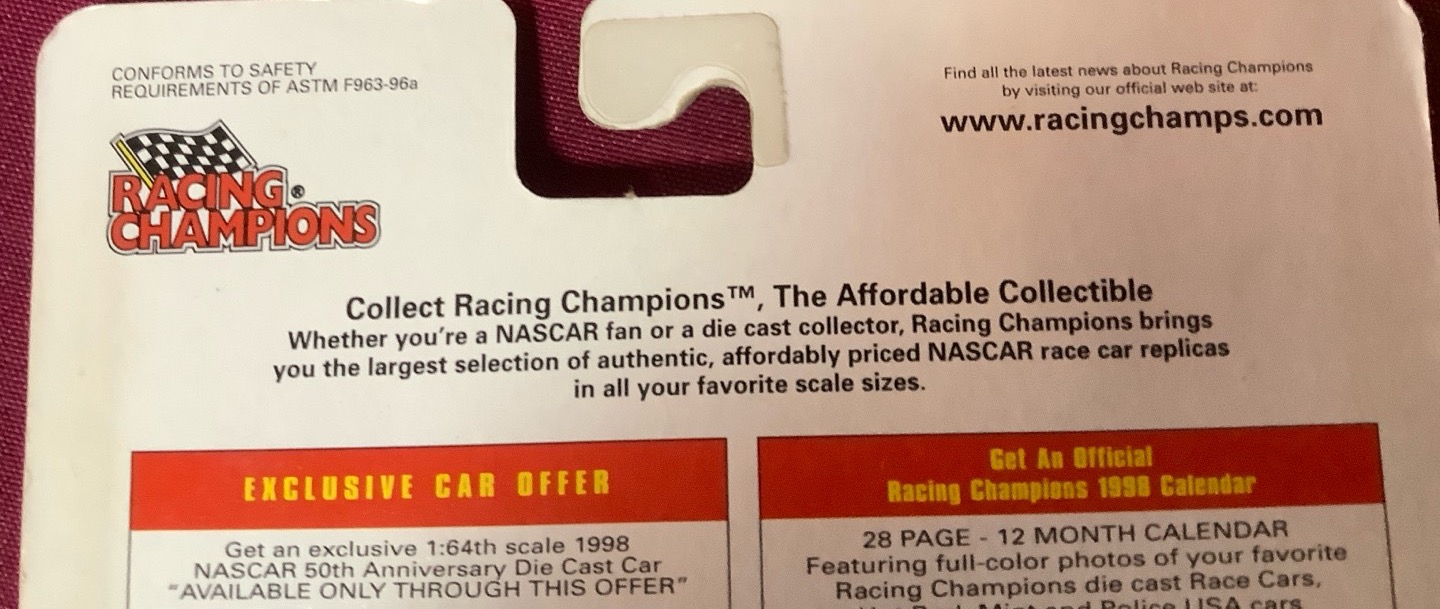 CONFORMS TO SAFETY
REQUIREMENTS OF ASTM F963-96a
RACING®
CHAMPIONS
Find all the latest news about Racing Champions
by visiting our official web site at:
www.racingchamps.com
Collect Racing Champions™, The Affordable Collectible
Whether you're a NASCAR fan or a die cast collector, Racing Champions brings
you the largest selection of authentic, affordably priced NASCAR race car replicas
in all your favorite scale sizes.
EXCLUSIVE CAR OFFER
Get an exclusive 1:64th scale 1998
NASCAR 50th Anniversary Die Cast Car
"AVAILABLE ONLY THROUGH THIS OFFER"
Get An Official
Racing Champions 1998 Calendar
28 PAGE - 12 MONTH CALENDAR
Featuring full-color photos of your favorite
Racing Champions die cast Race Cars,
Mint and Police USA cars